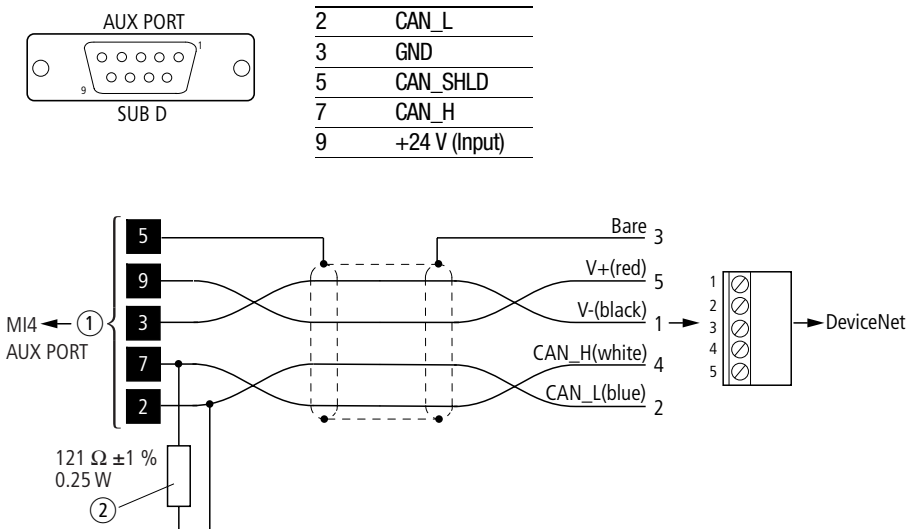 AUX PORT
1
9
SUB D
2 CAN_L
3 GND
5 CAN_SHLD
7 CAN_H
9 +24 V (Input)
5
9
3
7
2
MI4
AUX PORT
1
121 Ω ±1 %
0.25 W
2
Bare 3
V+(red) 5
V-(black) 1
CAN_H(white) 4
CAN_L(blue) 2
1
2
3
4
5
DeviceNet